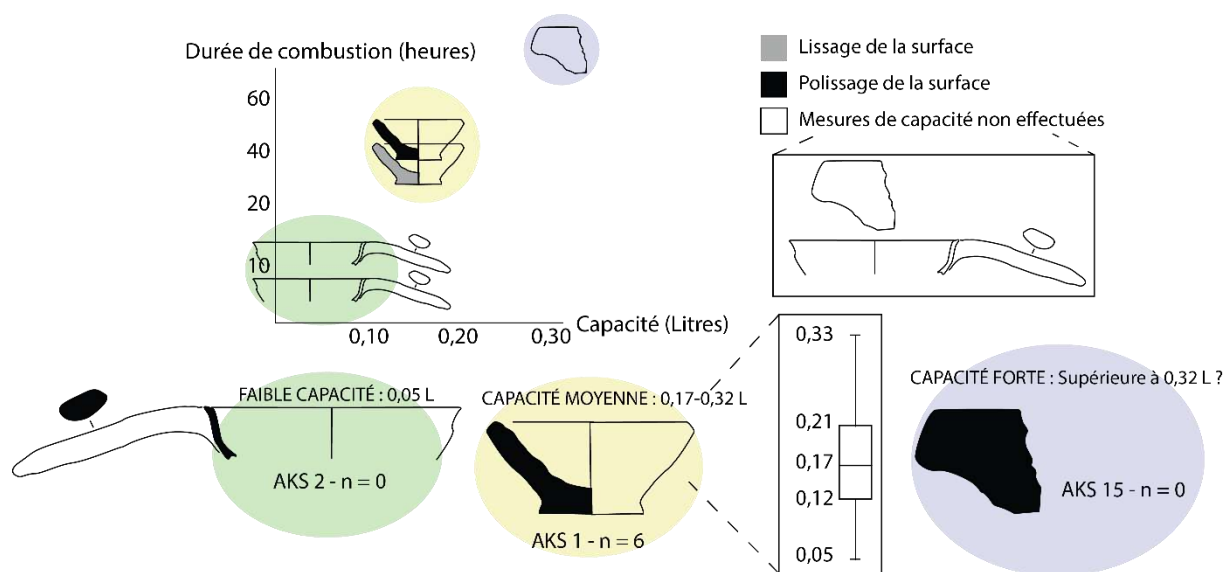 Durée de combustion (heures)
60
40
20
10
0,10
0,20
0,30
Capacité (Litres)
Lissage de la surface
Polissage de la surface
Mesures de capacité non effectuées
FAIBLE CAPACITÉ : 0,05 L
AKS 2 - n = 0
CAPACITÉ MOYENNE : 0,17-0,32 L
AKS 1 - n = 6
0,33
0,21
0,17
0,12
0,05
CAPACITÉ FORTE : Supérieure à 0,32 L ?
AKS 15 - n = 0